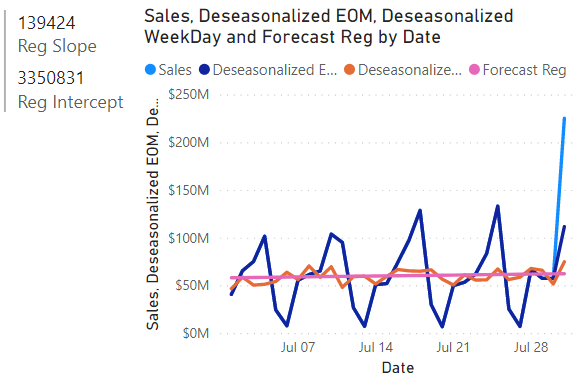 139424
Reg Slope
3350831
Reg Intercept
Sales, Deseasonalized EOM, Deseasonalized
WeekDay and Forecast Reg by Date
Sales Deseasonalized E... Deseasonalize... Forecast Reg
Sales, Deseasonalized EOM, De...
$250M
$200M
$150M
$100M
$50M
$0M
Jul 07 Jul 14 Jul 21 Jul 28
Date